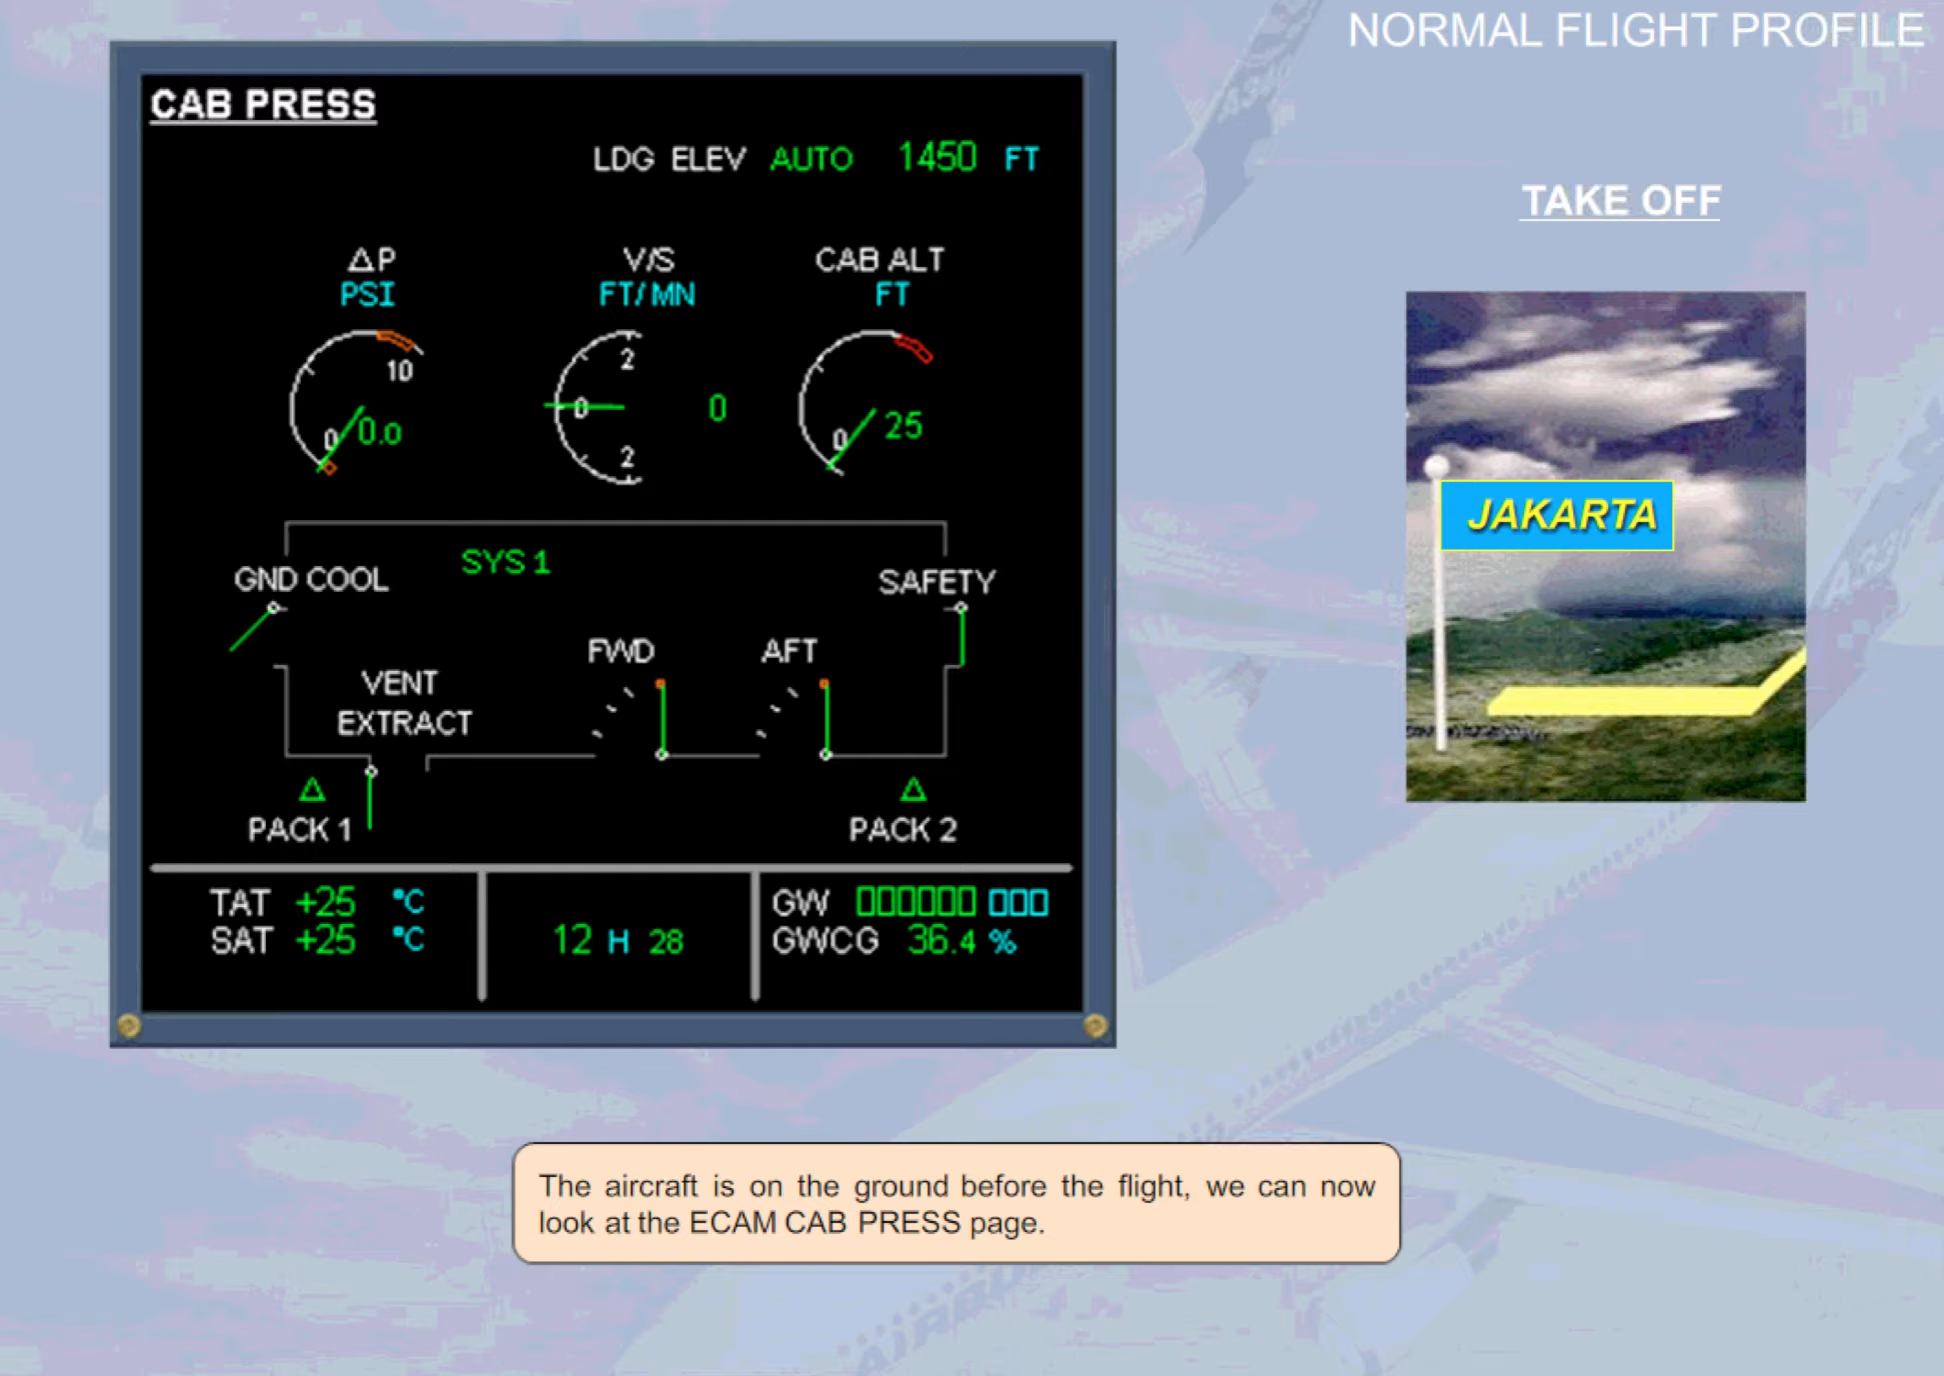 NORMAL FLIGHT PROFILE
CAB PRESS
LDG ELEV AUTO 1450 FT
TAKE OFF
ΔP V/S CAB ALT
PSI FT/MN FT
10 2
0 0.0 0 0 0 25
2
JAKARTA
SYS 1
GND COOL SAFETY
FWD AFT
VENT
EXTRACT
PACK 1 PACK 2
TAT +25 °C GW
SAT +25 °C 12 H 28 GWCG 36.4 %
The aircraft is on the ground before the flight, we can now
look at the ECAM CAB PRESS page.
AIRBU